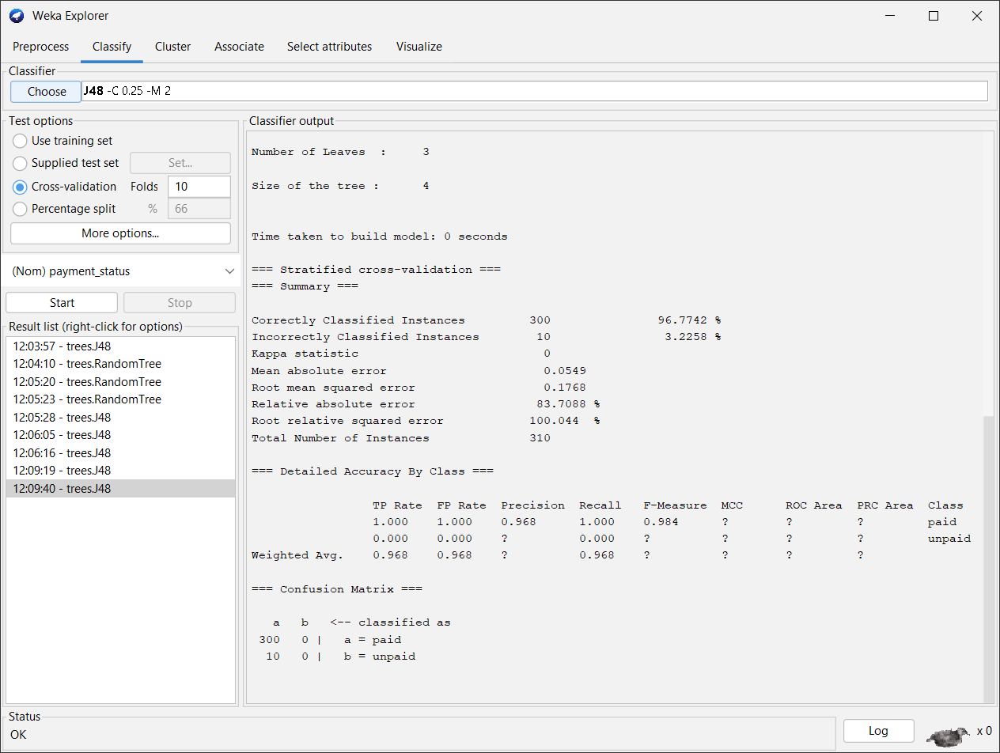 Weka Explorer
Preprocess Classify Cluster Associate Select attributes Visualize
Classifier
Choose J48 -C 0.25 -M 2
Test options
Use training set
Supplied test set Set...
Cross-validation Folds 10
Percentage split % 66
More options...
(Nom) payment_status
Start Stop
Result list (right-click for options)
12:03:57 - trees.J48
12:04:10 - trees.RandomTree
12:05:20 - trees.RandomTree
12:05:23 - trees.RandomTree
12:05:28 - trees.J48
12:06:05 - trees.J48
12:06:16 - trees.J48
12:09:19 - trees.J48
12:09:40 - trees.J48
Classifier output
Number of Leaves : 3
Size of the tree : 4
Time taken to build model: 0 seconds
=== Stratified cross-validation ===
=== Summary ===
Correctly Classified Instances 300 96.7742 %
Incorrectly Classified Instances 10 3.2258 %
Kappa statistic 0
Mean absolute error 0.0549
Root mean squared error 0.1768
Relative absolute error 83.7088 %
Root relative squared error 100.044 %
Total Number of Instances 310
=== Detailed Accuracy By Class ===
TP Rate FP Rate Precision Recall F-Measure MCC ROC Area PRC Area Class
1.000 1.000 0.968 1.000 0.984 ? ? ? paid
0.000 0.000 ? 0.000 ? ? ? ? unpaid
Weighted Avg. 0.968 0.968 ? 0.968 ? ? ? ?
=== Confusion Matrix ===
a b <-- classified as
300 0 | a = paid
10 0 | b = unpaid
Status
OK
Log
x 0